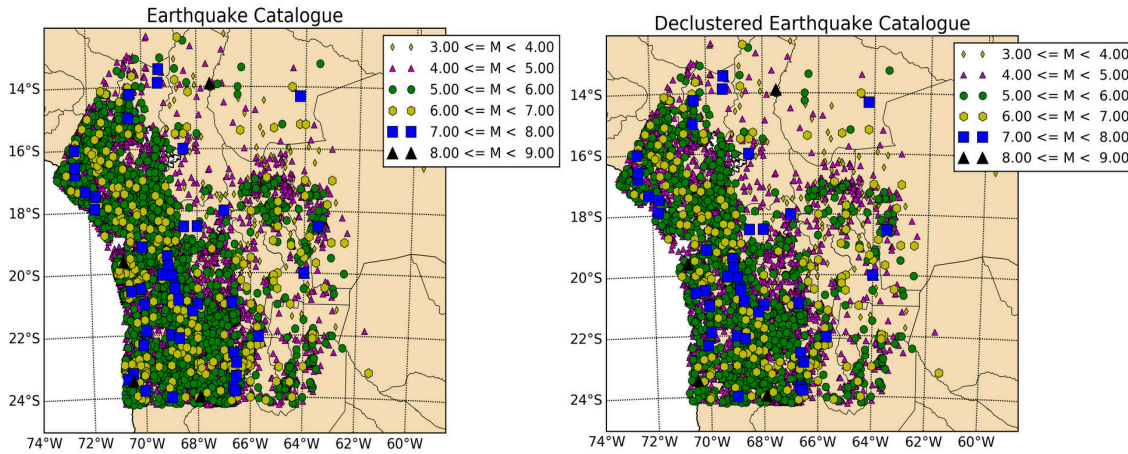 Earthquake Catalogue
3.00 <= M < 4.00
4.00 <= M < 5.00
5.00 <= M < 6.00
6.00 <= M < 7.00
7.00 <= M < 8.00
8.00 <= M < 9.00
14°S
16°S
18°S
20°S
22°S
24°S
74°W 72°W 70°W 68°W 66°W 64°W 62°W 60°W
Declustered Earthquake Catalogue
3.00 <= M < 4.00
4.00 <= M < 5.00
5.00 <= M < 6.00
6.00 <= M < 7.00
7.00 <= M < 8.00
8.00 <= M < 9.00
14°S
16°S
18°S
20°S
22°S
24°S
74°W 72°W 70°W 68°W 66°W 64°W 62°W 60°W